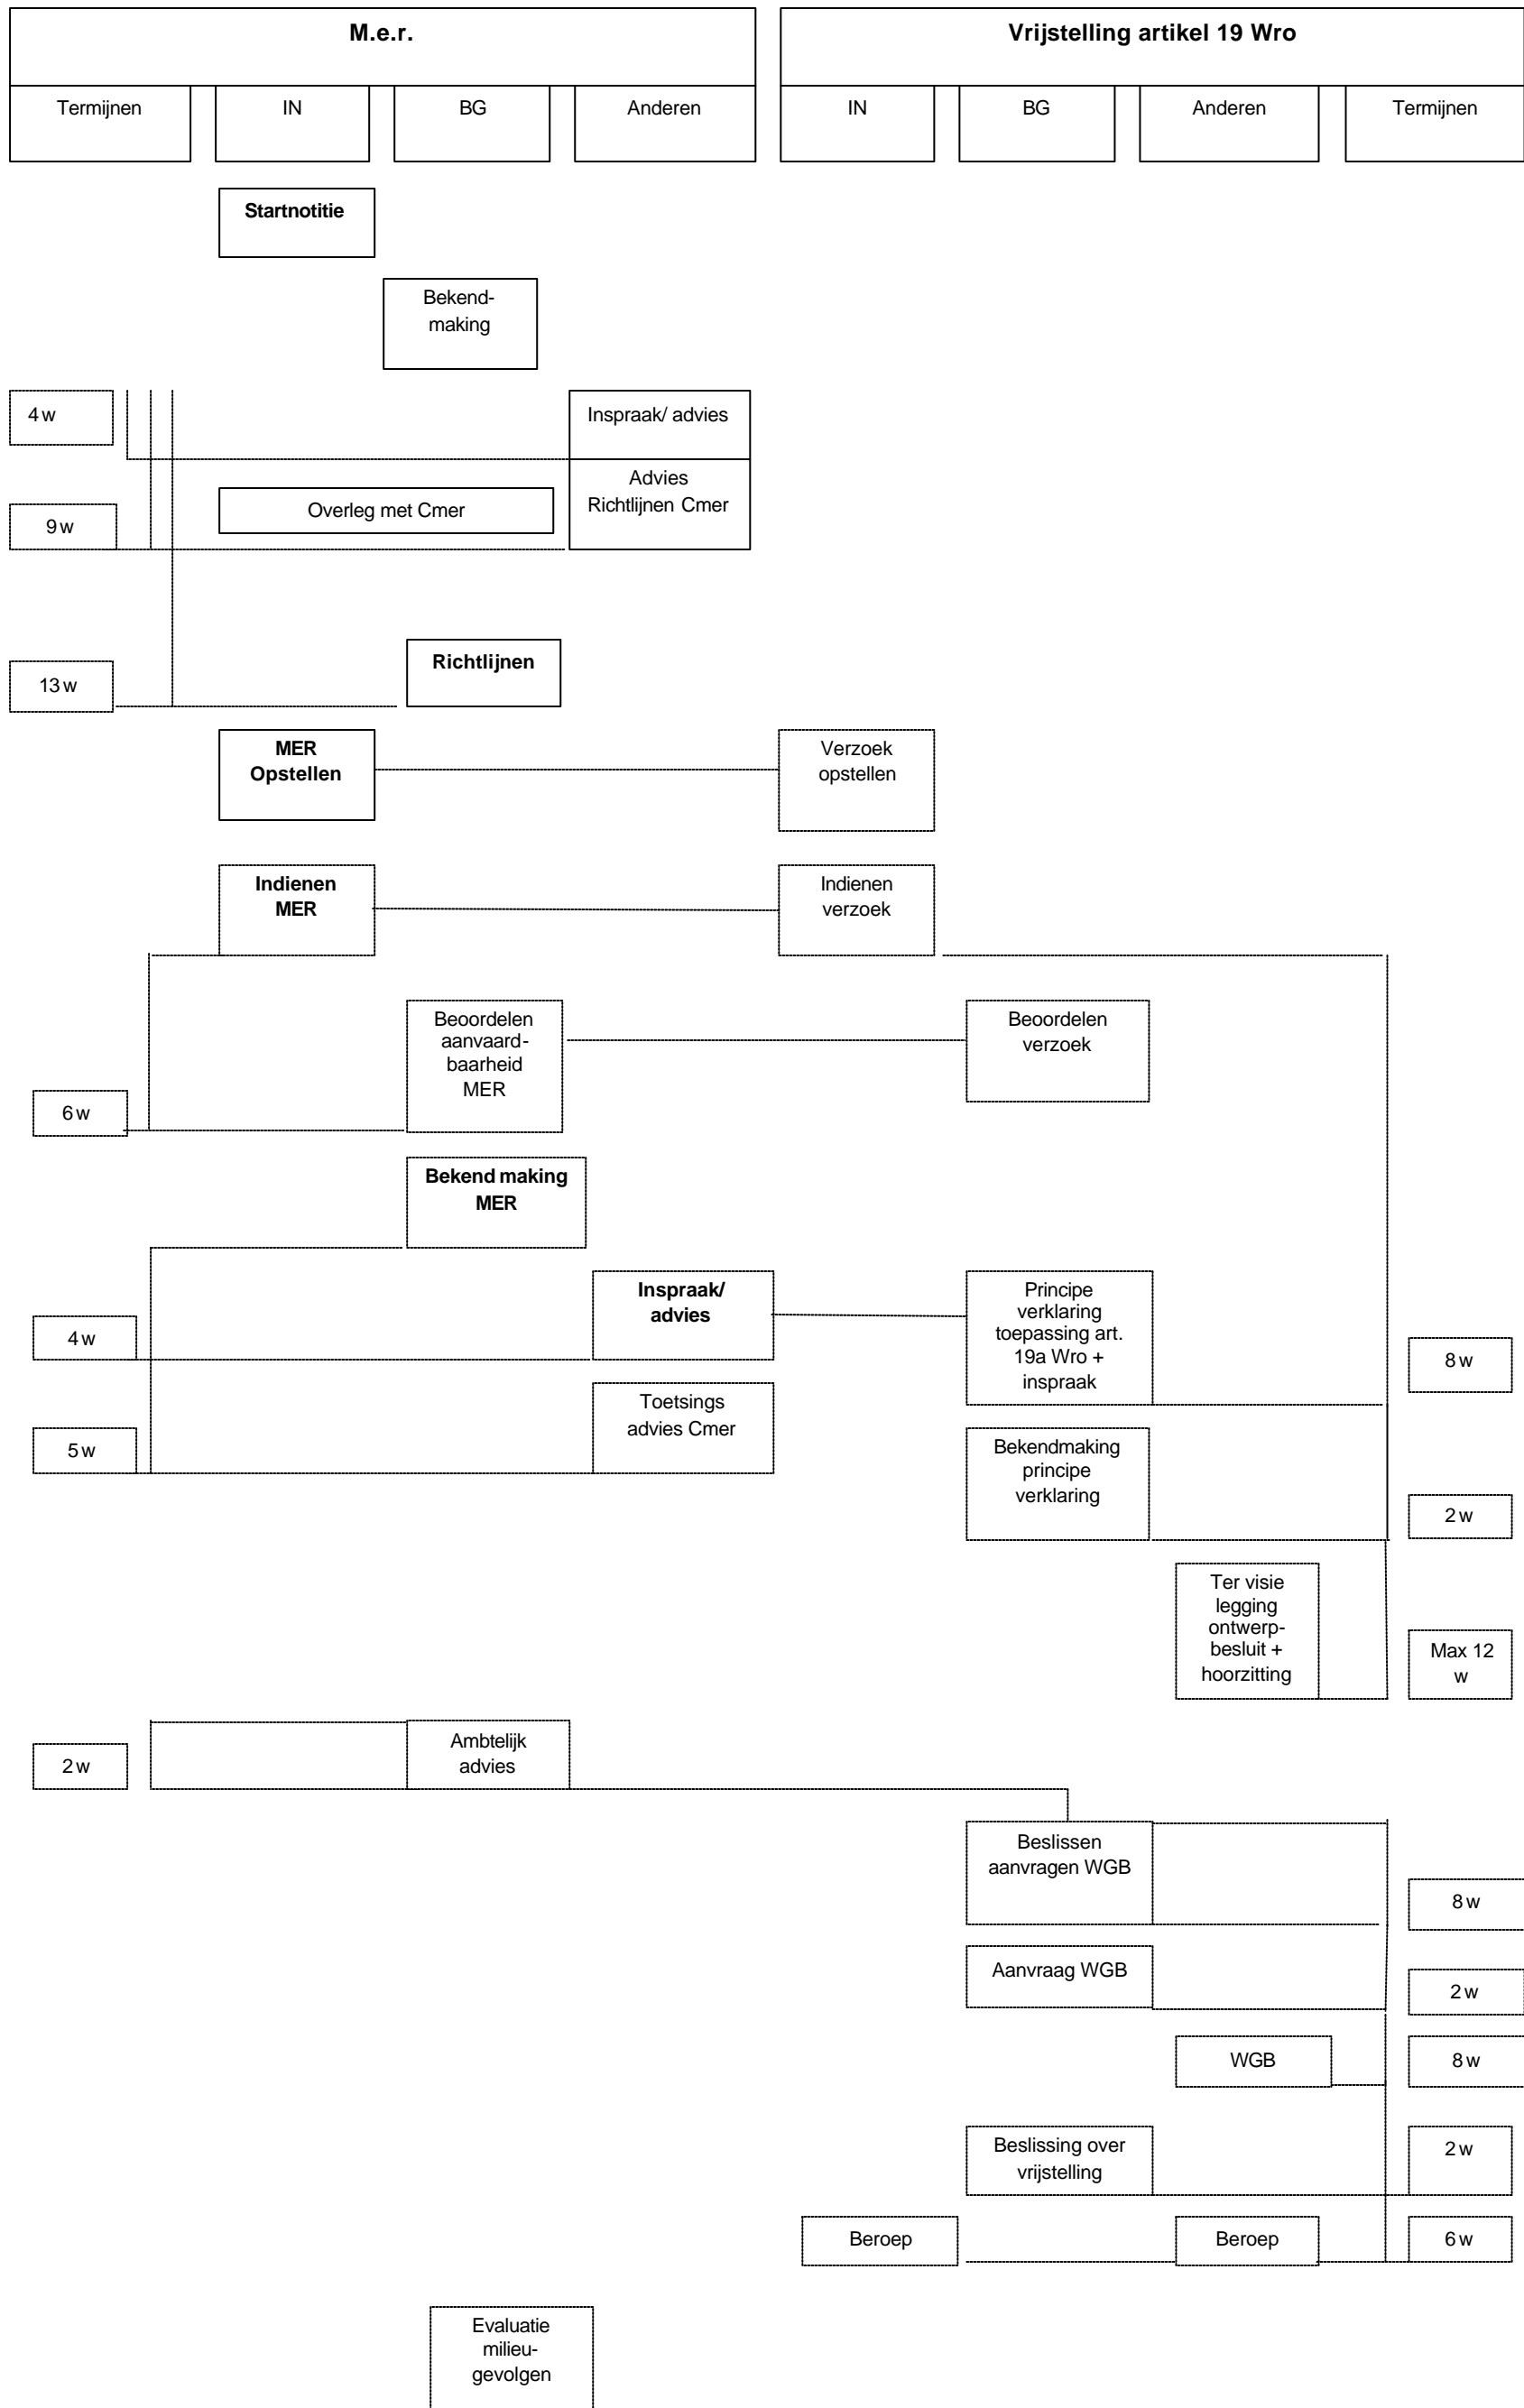 M.e.r.
Vrijstelling artikel 19 Wro
Termijnen
IN
BG
Anderen
IN
BG
Anderen
Termijnen
Startnotitie
Bekend-
making
4 w
Inspraak/ advies
Advies
Richtlijnen Cmer
Overleg met Cmer
9 w
Richtlijnen
13 w
MER
Opstellen
Verzoek
opstellen
Indienen
MER
Indienen
verzoek
Beoordelen
aanvaard-
baarheid
MER
Beoordelen
verzoek
6 w
Bekend making
MER
Inspraak/
advies
Principe
verklaring
toepassing art.
19a Wro +
inspraak
4 w
8 w
Toetsings
advies Cmer
5 w
Bekendmaking
principe
verklaring
2 w
Ter visie
legging
ontwerp-
besluit +
hoorzitting
Max 12
w
Ambtelijk
advies
2 w
Beslissen
aanvragen WGB
8 w
Aanvraag WGB
2 w
WGB
8 w
Beslissing over
vrijstelling
2 w
Beroep
Beroep
6 w
Evaluatie
milieu-
gevolgen